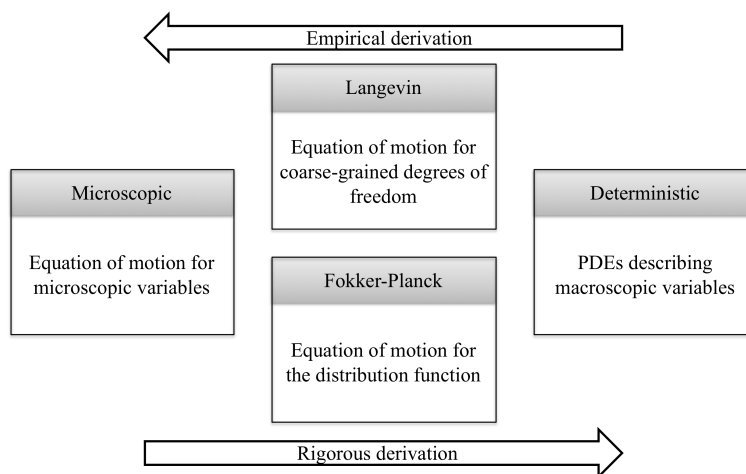 Empirical derivation
Langevin
Equation of motion for
coarse-grained degrees of
freedom
Microscopic
Equation of motion for
microscopic variables
Deterministic
PDEs describing
macroscopic variables
Fokker-Planck
Equation of motion for
the distribution function
Rigorous derivation